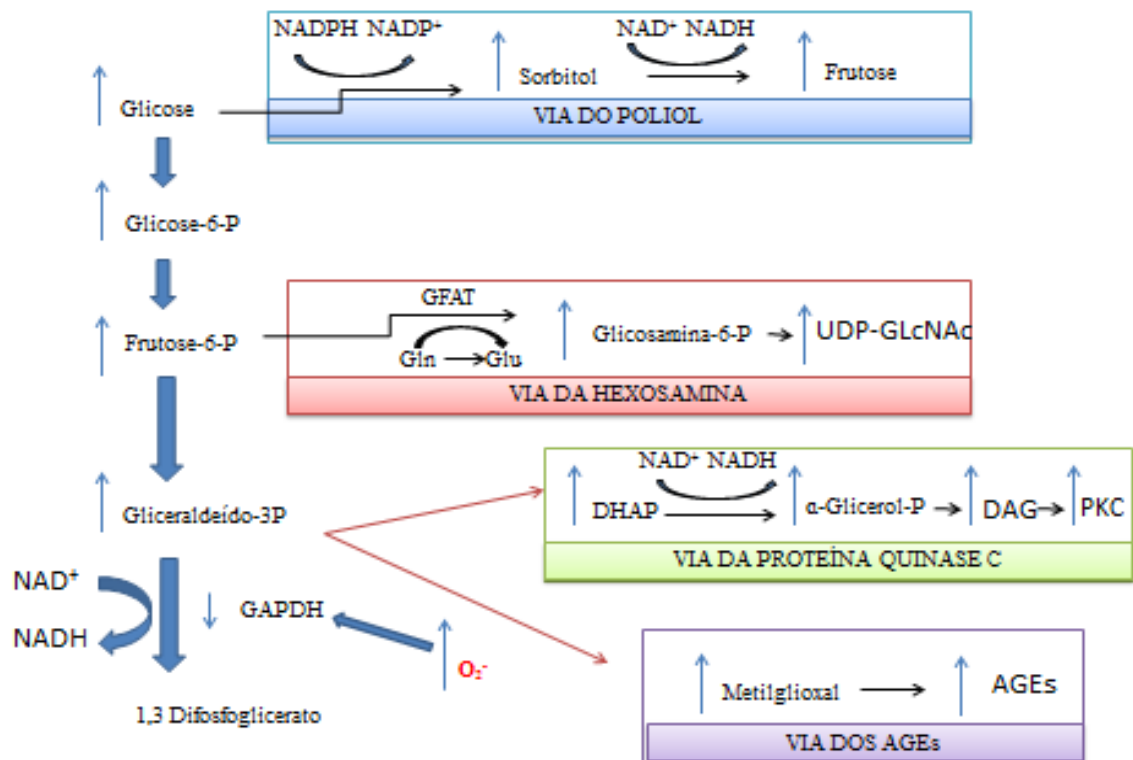 NADPH NADP⁺
NAD⁺ NADH
Glicose
Sorbitol
Frutose
VIA DO POLIOL
Glicose-6-P
GFAT
Frutose-6-P
Glicosamina-6-P
UDP-GLcNAc
Gln
Glu
VIA DA HEXOSAMINA
NAD⁺ NADH
Gliceraldeído-3P
DHAP
α-Glicerol-P
DAG
PKC
VIA DA PROTEÍNA QUINASE C
NAD⁺
GAPDH
NADH
O₂⁻
Metilglioxal
AGEs
1,3 Difosfoglicerato
VIA DOS AGEs